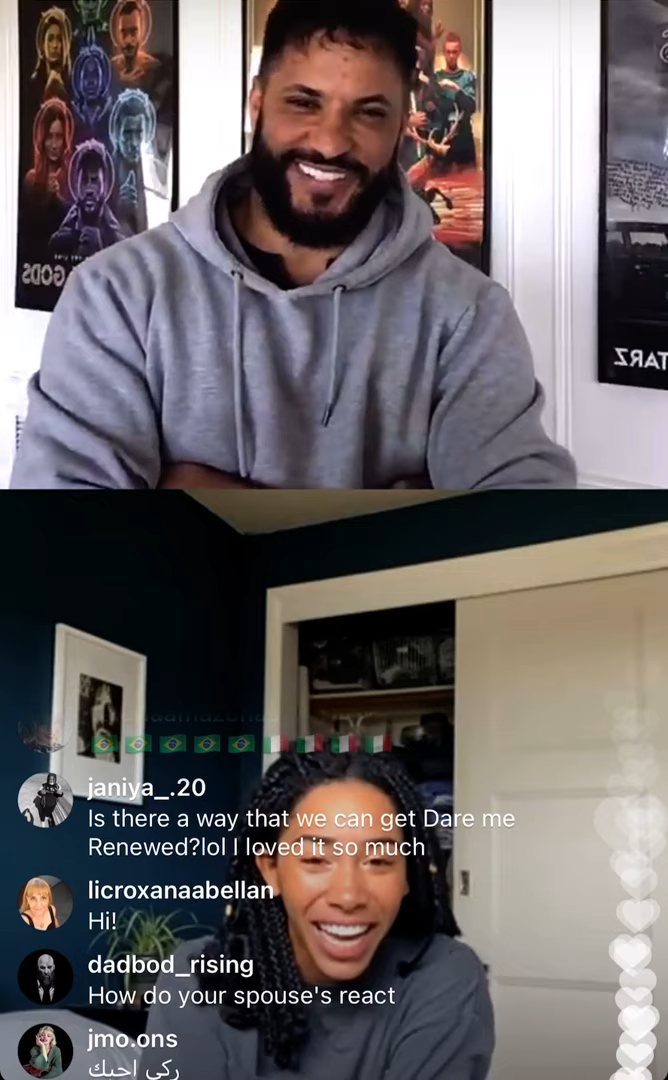 GODS
STARZ
janiya_.20
Is there a way that we can get Dare me
Renewed?lol I loved it so much
licroxanaabellan
Hi!
dadbod_rising
How do your spouse's react
jmo.ons
ركي احبك